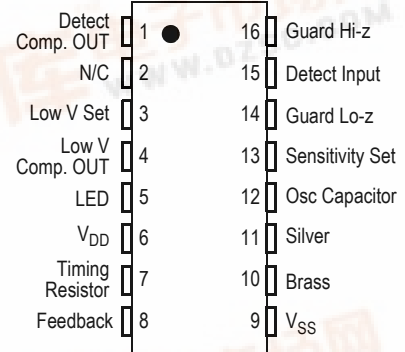 Detect
Comp. OUT 1 16 Guard Hi-z
N/C 2 15 Detect Input
Low V Set 3 14 Guard Lo-z
Low V
Comp. OUT 4 13 Sensitivity Set
LED 5 12 Osc Capacitor
VDD 6 11 Silver
Timing
Resistor 7 10 Brass
Feedback 8 9 VSS